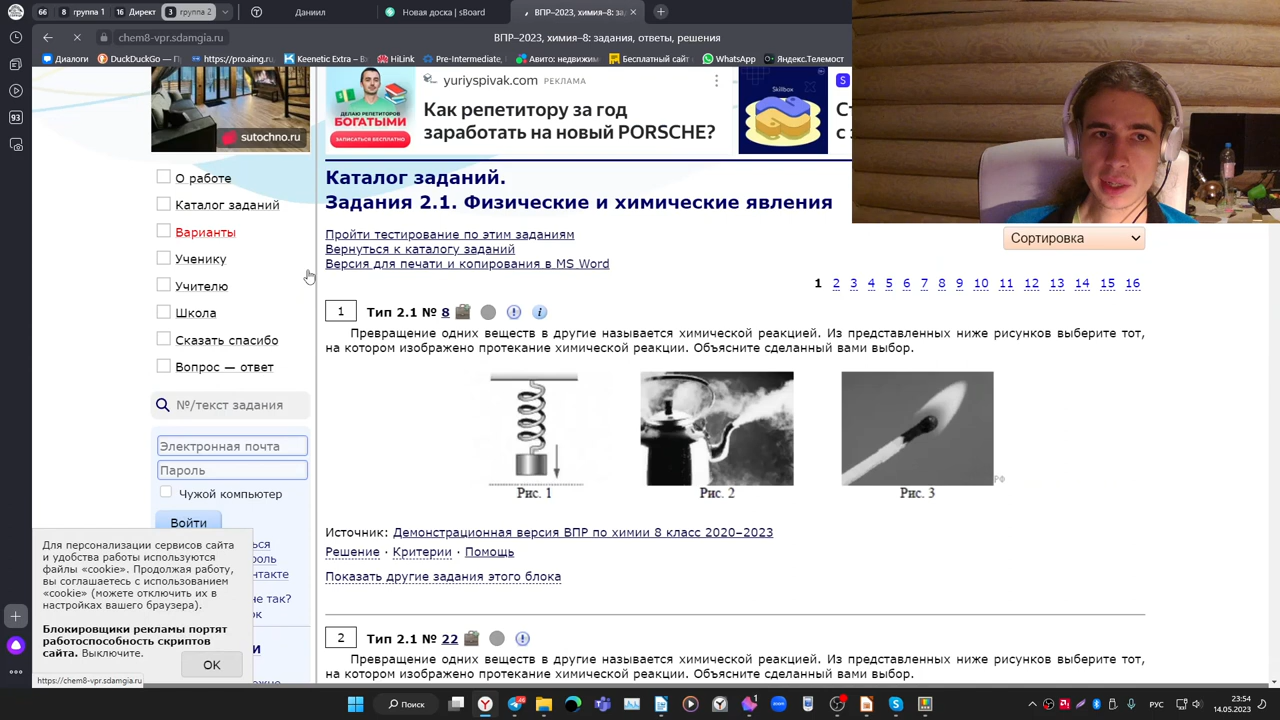 66
8 группа 1
16 Группа 2
Даниил
Новая доска | sBoard
ВПР–2023, химия–8: за
chem8-vpr.sdamgia.ru
ВПР–2023, химия–8: задания, ответы, решения
Диалоги
DuckDuckGo — П
https://pro.aing.ru
Keenetic Extra – В
HiLink
Pre-Intermediate
Авито: недвижим
Бесплатный сайт
WhatsApp
Яндекс.Телемост
93
sutochno.ru
ДЕЛАЮ РЕПЕТИТОРОВ
БОГАТЫМИ
ЗАПИСАТЬСЯ БЕСПЛАТНО
yuriyspivak.com РЕКЛАМА
Как репетитору за год
заработать на новый PORSCHE?
Skillbox
S
Каталог заданий.
Задания 2.1. Физические и химические явления
О работе
Каталог заданий
Варианты
Ученику
Учителю
Школа
Сказать спасибо
Вопрос — ответ
№/текст задания
Электронная почта
Пароль
Чужой компьютер
Войти
Пройти тестирование по этим заданиям
Вернуться к каталогу заданий
Версия для печати и копирования в MS Word
Сортировка
1 2 3 4 5 6 7 8 9 10 11 12 13 14 15 16
1 Тип 2.1 № 8
Превращение одних веществ в другие называется химической реакцией. Из представленных ниже рисунков выберите тот,
на котором изображено протекание химической реакции. Объясните сделанный вами выбор.
Рис. 1
Рис. 2
Рис. 3
РФ
Источник: Демонстрационная версия ВПР по химии 8 класс 2020–2023
Решение · Критерии · Помощь
Показать другие задания этого блока
2 Тип 2.1 № 22
Превращение одних веществ в другие называется химической реакцией. Из представленных ниже рисунков выберите тот,
на котором изображено протекание химической реакции. Объясните сделанный вами выбор.
Для персонализации сервисов сайта
и удобства работы используются
файлы «cookie». Продолжая работу,
вы соглашаетесь с использованием
«cookie» (можете отключить их в
настройках вашего браузера).
Блокировщики рекламы портят
работоспособность скриптов
сайта. Выключите.
OK
https://chem8-vpr.sdamgia.ru
Поиск
РУС
23:54
14.05.2023